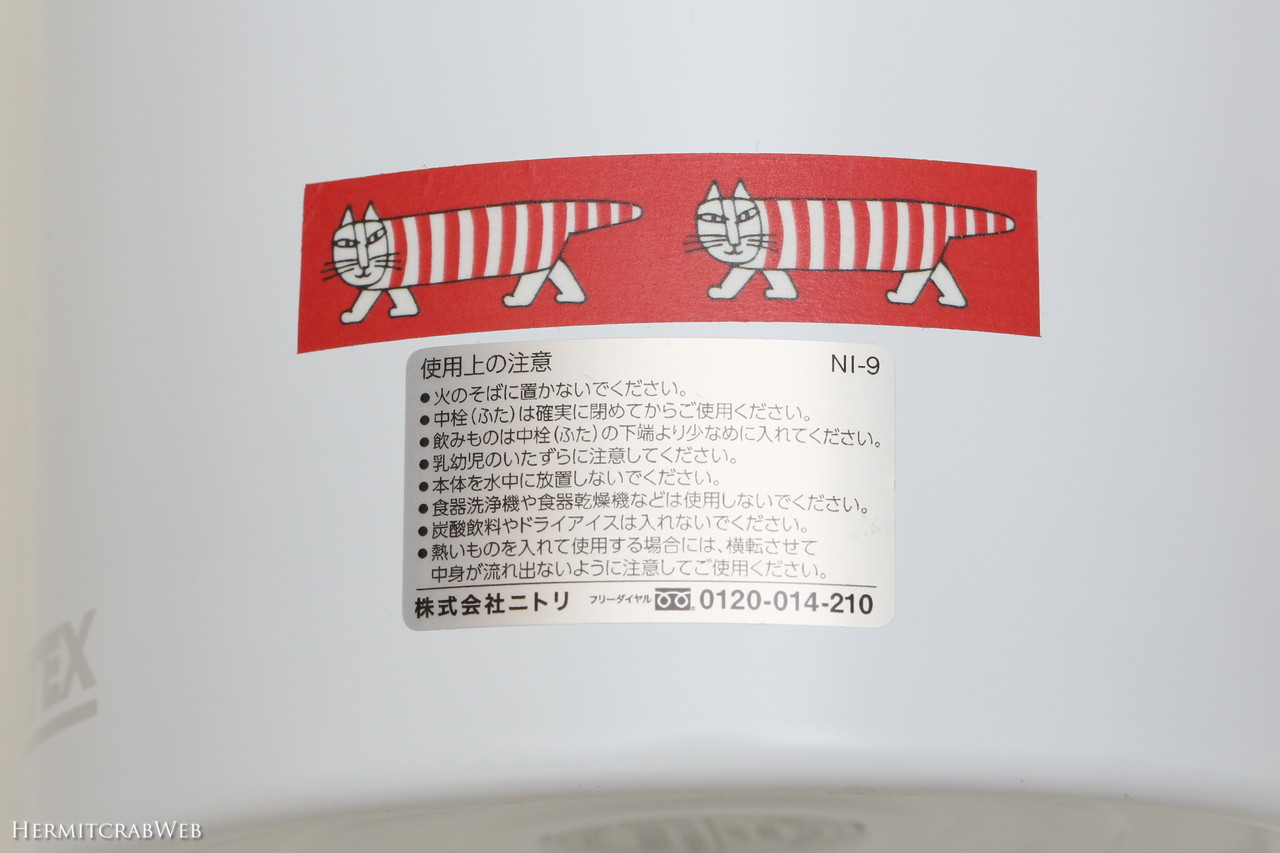 使用上の注意 NI-9
●火のそばに置かないでください。
●中栓(ふた)は確実に閉めてからご使用ください。
●飲みものは中栓(ふた)の下端より少なめに入れてください。
●乳幼児のいたずらに注意してください。
●本体を水中に放置しないでください。
●食器洗浄機や食器乾燥機などは使用しないでください。
●炭酸飲料やドライアイスは入れないでください。
●熱いものを入れて使用する場合には、横転させて
中身が流れ出ないように注意してご使用ください。
株式会社ニトリ フリーダイヤル 0120-014-210
TEX
HERMITCRABWEB